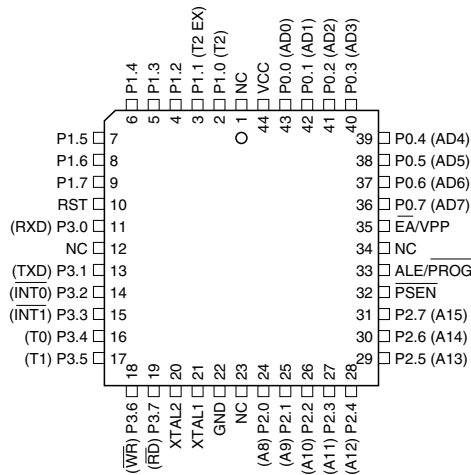 P1.4
P1.3
P1.2
P1.1 (T2 EX)
P1.0 (T2)
NC
VCC
P0.0 (AD0)
P0.1 (AD1)
P0.2 (AD2)
P0.3 (AD3)
6
5
4
3
2
1
44
43
42
41
40
P1.5 7
P1.6 8
P1.7 9
RST 10
(RXD) P3.0 11
NC 12
(TXD) P3.1 13
(INT0) P3.2 14
(INT1) P3.3 15
(T0) P3.4 16
(T1) P3.5 17
39 P0.4 (AD4)
38 P0.5 (AD5)
37 P0.6 (AD6)
36 P0.7 (AD7)
35 EA/VPP
34 NC
33 ALE/PROG
32 PSEN
31 P2.7 (A15)
30 P2.6 (A14)
29 P2.5 (A13)
18
19
20
21
22
23
24
25
26
27
28
(WR) P3.6
(RD) P3.7
XTAL2
XTAL1
GND
NC
(A8) P2.0
(A9) P2.1
(A10) P2.2
(A11) P2.3
(A12) P2.4